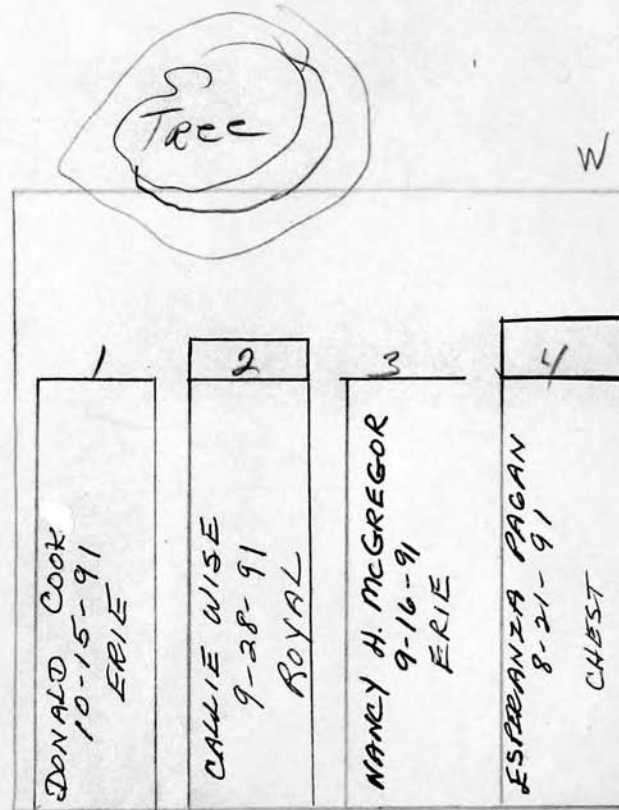 Tree
W
1
2
3
4
DONALD COOK
10-15-91
ERIE
CALLIE WISE
9-28-91
ROYAL
NANCY H. McGREGOR
9-16-91
ERIE
ESPERANZA PAGAN
8-21-91
CHEST